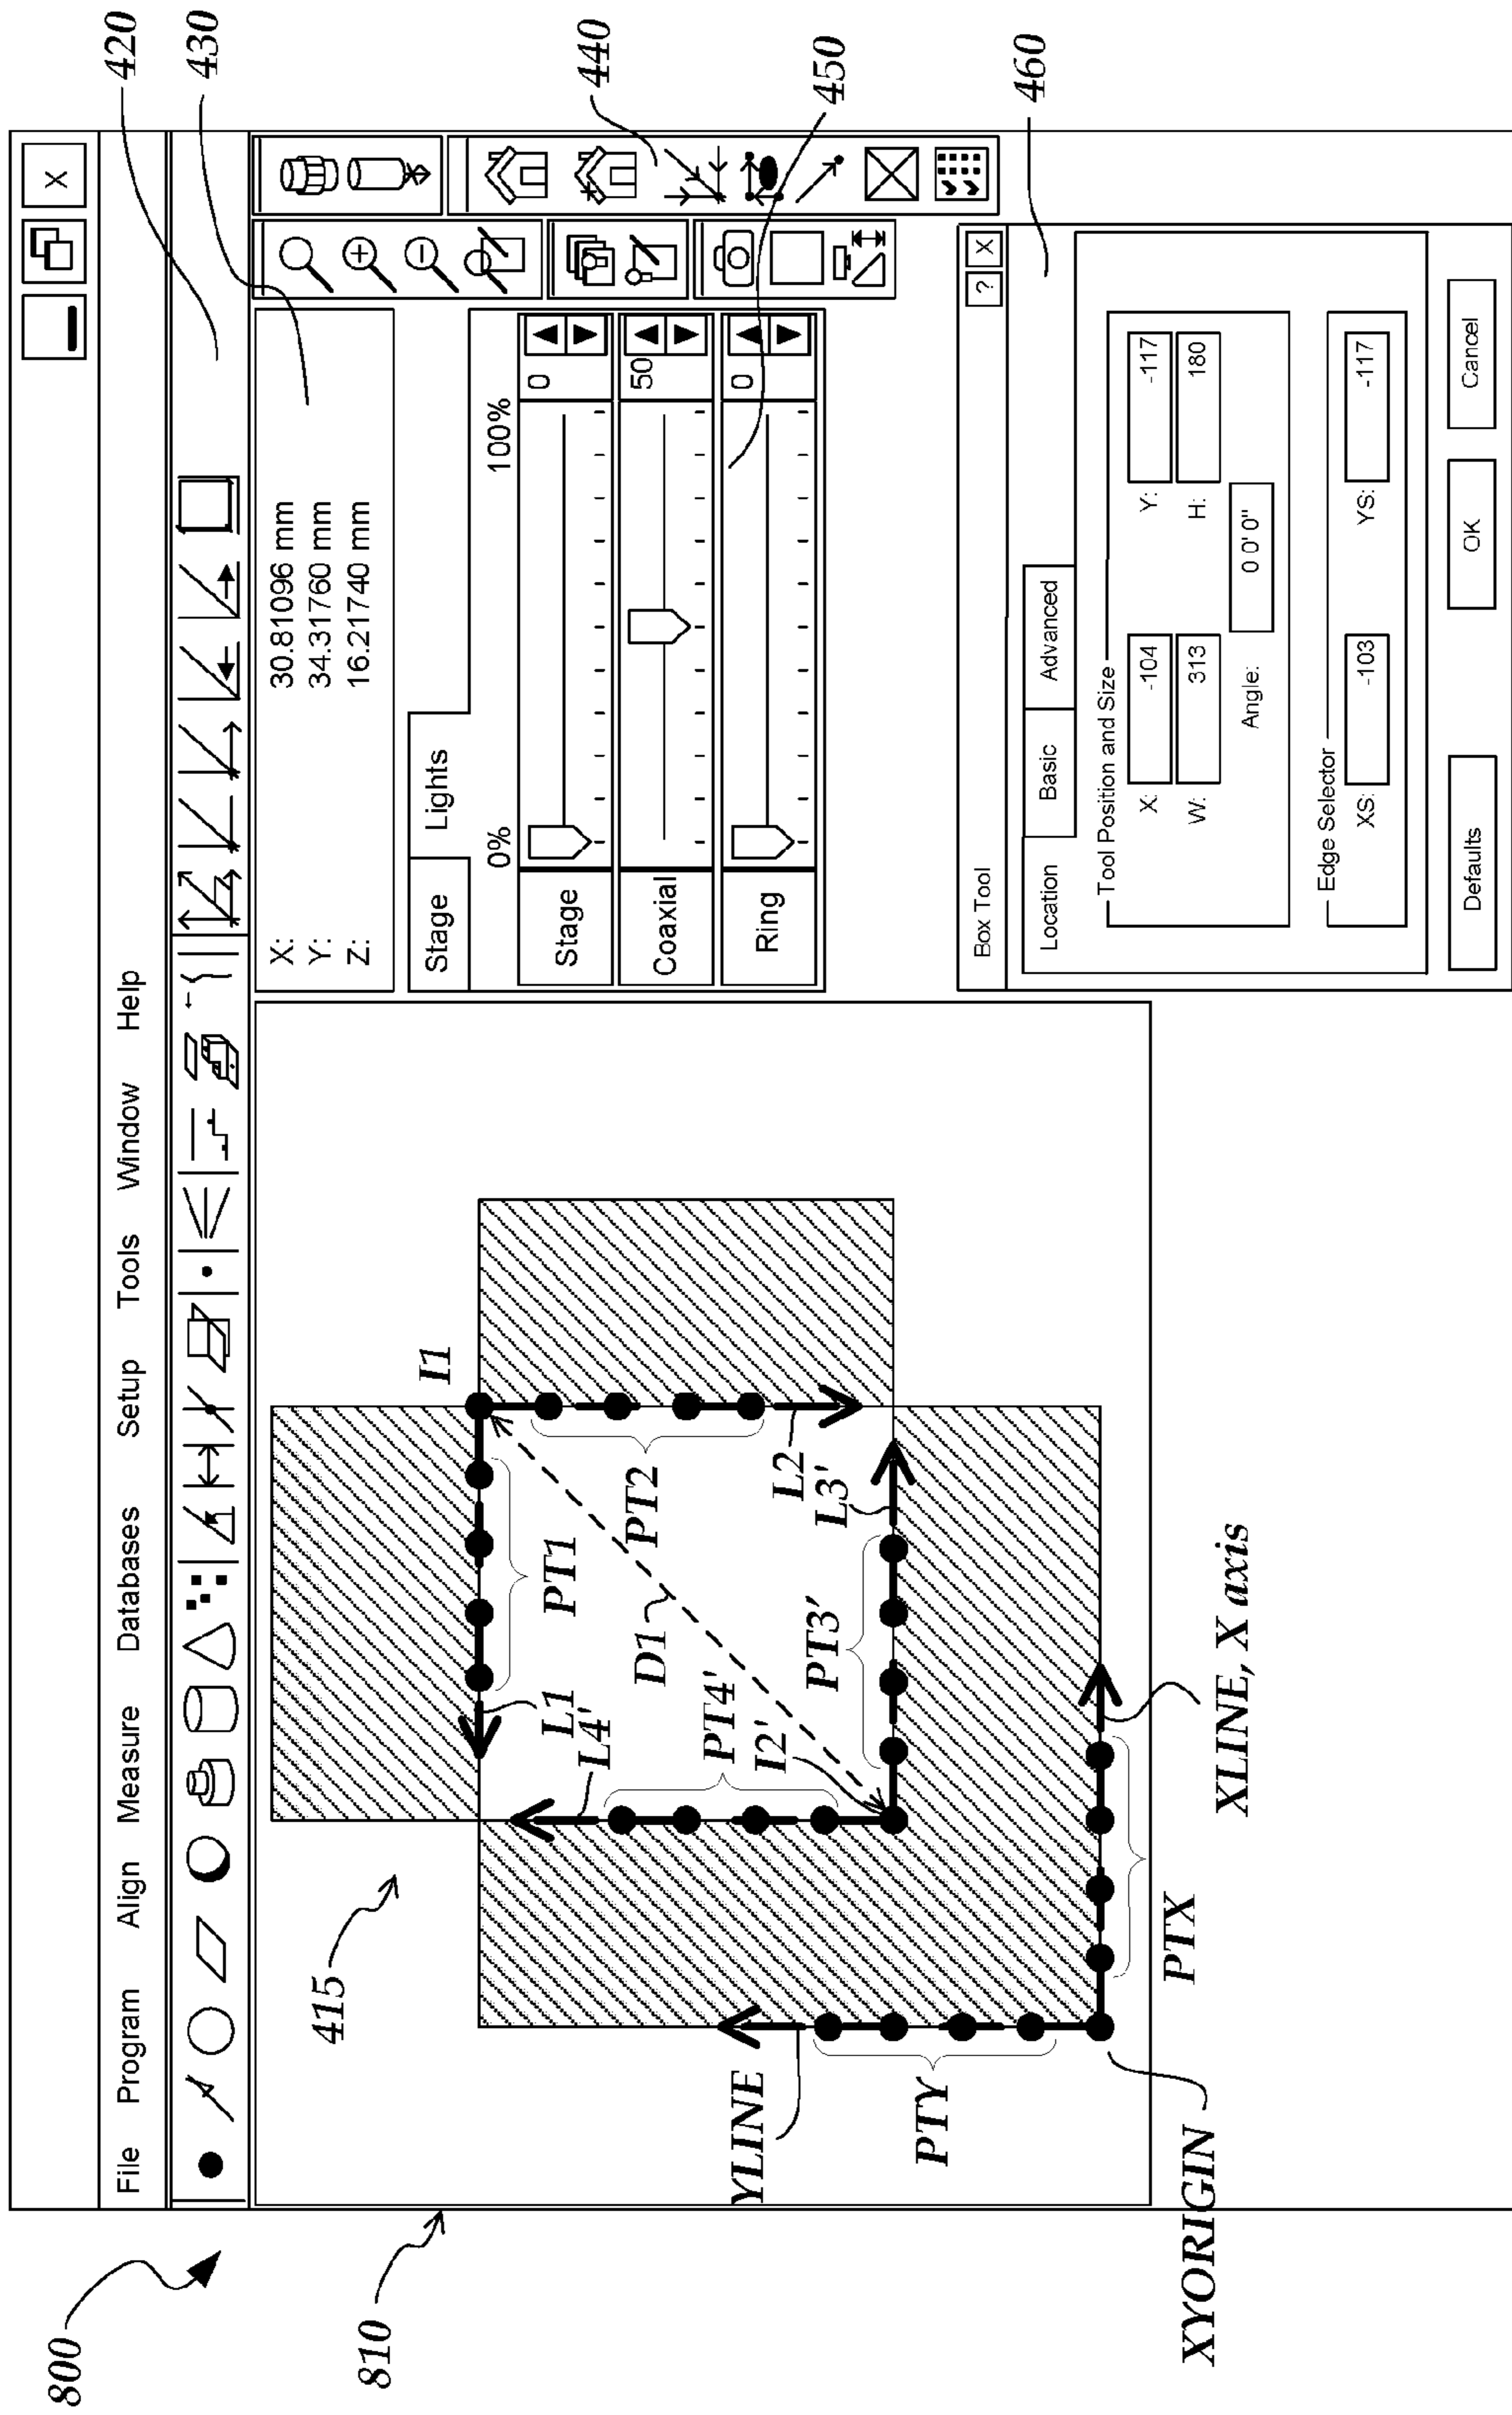 800
810
420
430
440
450
460
X
File Program Align Measure Databases Setup Tools Window Help
X: 30.81096 mm
Y: 34.31760 mm
Z: 16.21740 mm
Stage Lights
0% 100%
Stage 0
Coaxial 50
Ring 0
Box Tool ? X
Location Basic Advanced
Tool Position and Size
X: -104 Y: -117
W: 313 H: 180
Angle: 0 0' 0"
Edge Selector
XS: -103 YS: -117
Defaults OK Cancel
415
I1
L1
L4'
PT1
PT2
D1
PT4'
I2'
PT3'
L2
L3'
YLINE
PTY
PTX
XYORIGIN
XLINE, X axis